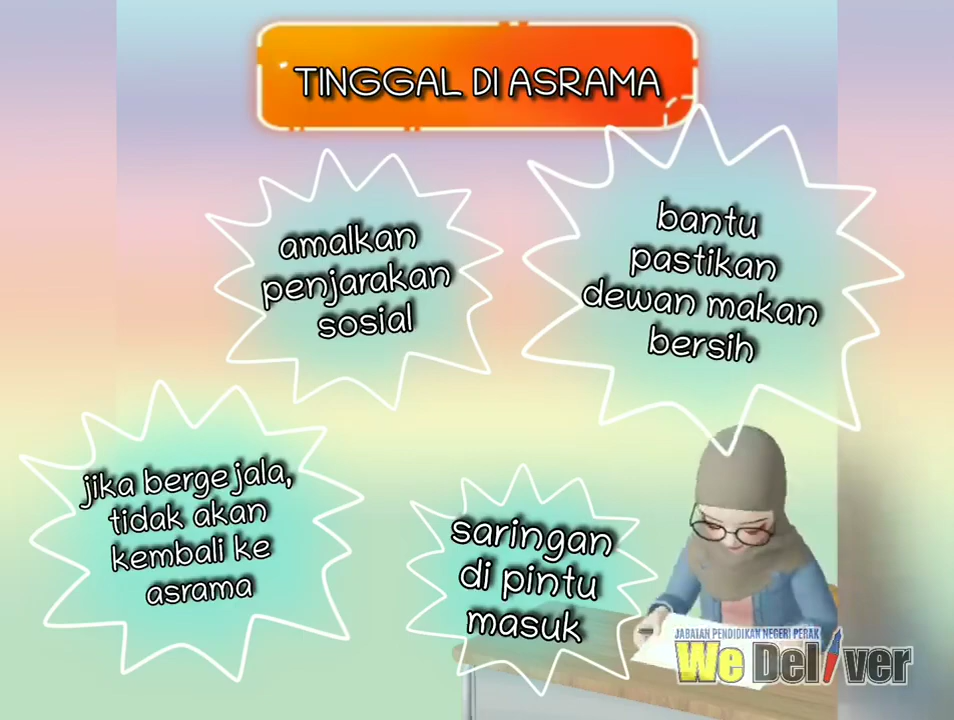 TINGGAL DI ASRAMA
amalkan
penjarakan
sosial
bantu
pastikan
dewan makan
bersih
jika bergejala,
tidak akan
kembali ke
asrama
saringan
di pintu
masuk
JABATAN PENDIDIKAN NEGERI PERAK
We Deliver